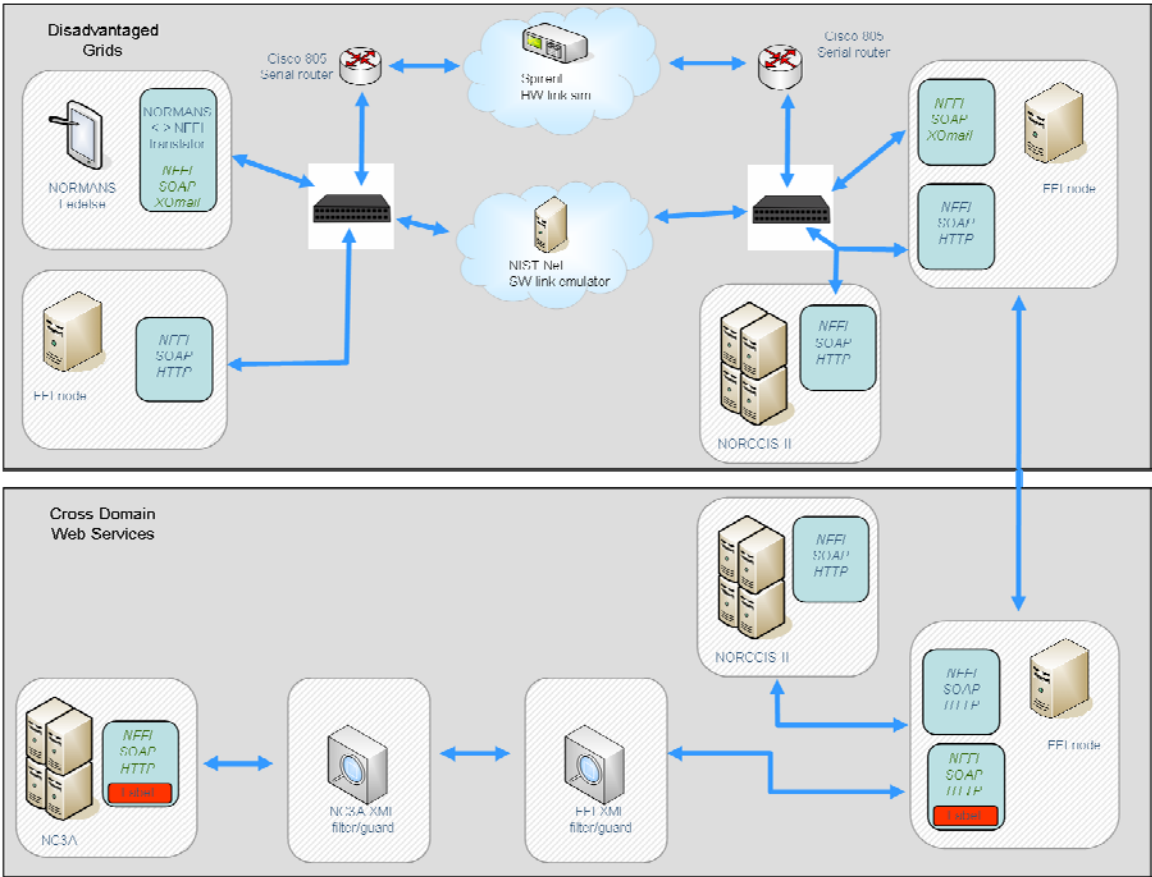 Disadvantaged
Grids
Cisco 805
Serial router
Spirent
HW link sim
Cisco 805
Serial router
NORMANS
<> NFFI
translator
NFFI
SOAP
XOmail
NORMANS
Ledelse
NFFI
SOAP
XOmail
FFI node
NFFI
SOAP
HTTP
NIST Net
SW link emulator
NFFI
SOAP
HTTP
FFI node
NFFI
SOAP
HTTP
NORCCIS II
Cross Domain
Web Services
NFFI
SOAP
HTTP
NORCCIS II
NFFI
SOAP
HTTP
FFI node
NFFI
SOAP
HTTP
Label
NFFI
SOAP
HTTP
Label
NC3A
NC3A XML
filter/guard
FFI XML
filter/guard